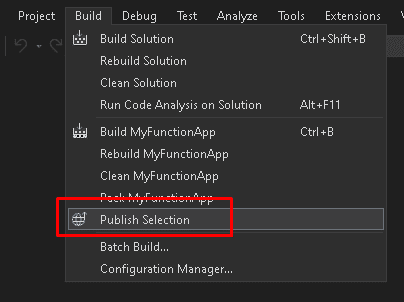 Project Build Debug Test Analyze Tools Extensions
Build Solution Ctrl+Shift+B
Rebuild Solution
Clean Solution
Run Code Analysis on Solution Alt+F11
Build MyFunctionApp Ctrl+B
Rebuild MyFunctionApp
Clean MyFunctionApp
Pack MyFunctionApp
Publish Selection
Batch Build...
Configuration Manager...